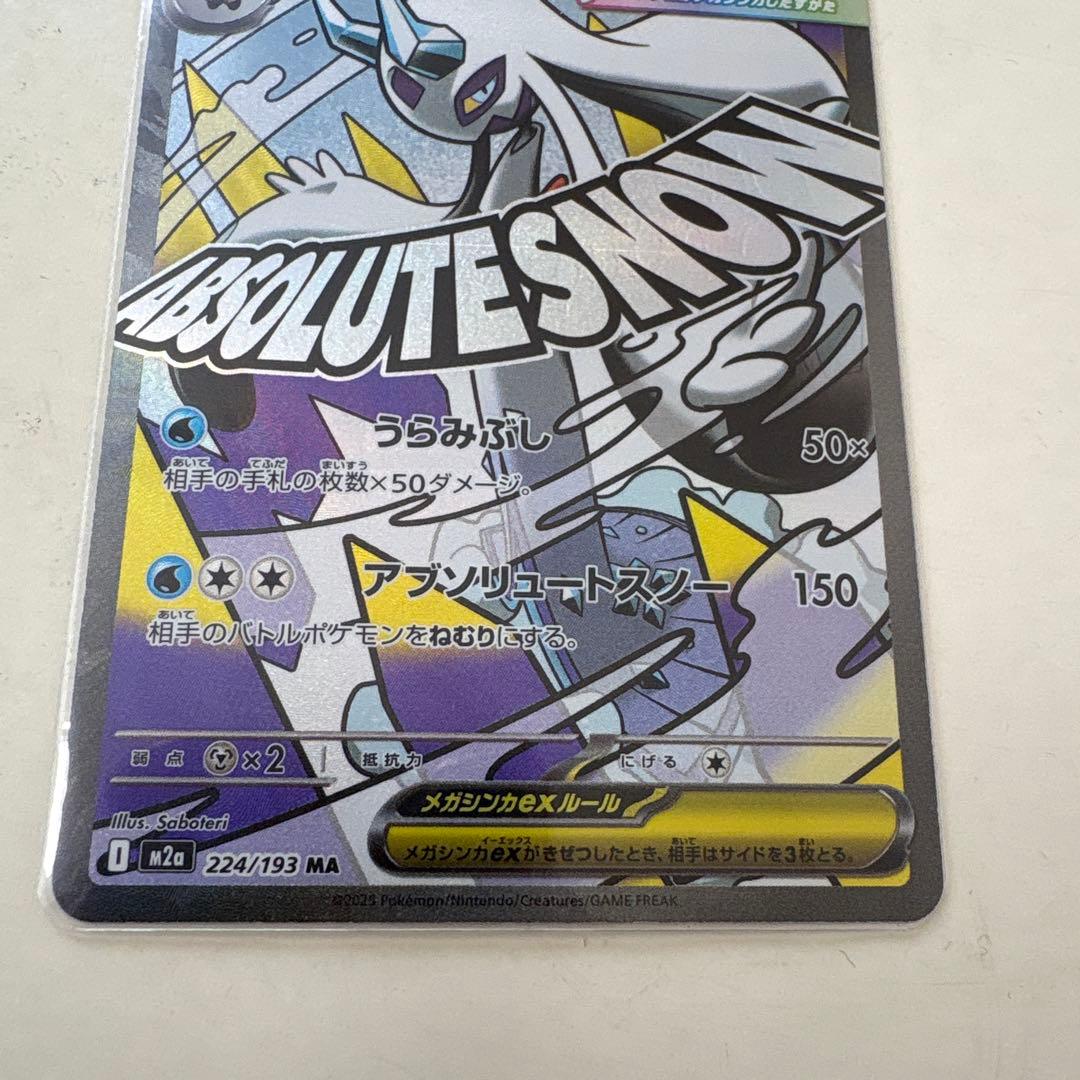 ABSOLUTE SNOW
うらみぶし 50×
相手の手札の枚数×50ダメージ。
アブソリュートスノー 150
相手のバトルポケモンをねむりにする。
弱点 ×2 抵抗力 にげる
メガシンカexルール
メガシンカexがきぜつしたとき、相手はサイドを3枚とる。
Illus. Saboteri
I M2a 224/193 MA
©2025 Pokémon/Nintendo/Creatures/GAME FREAK